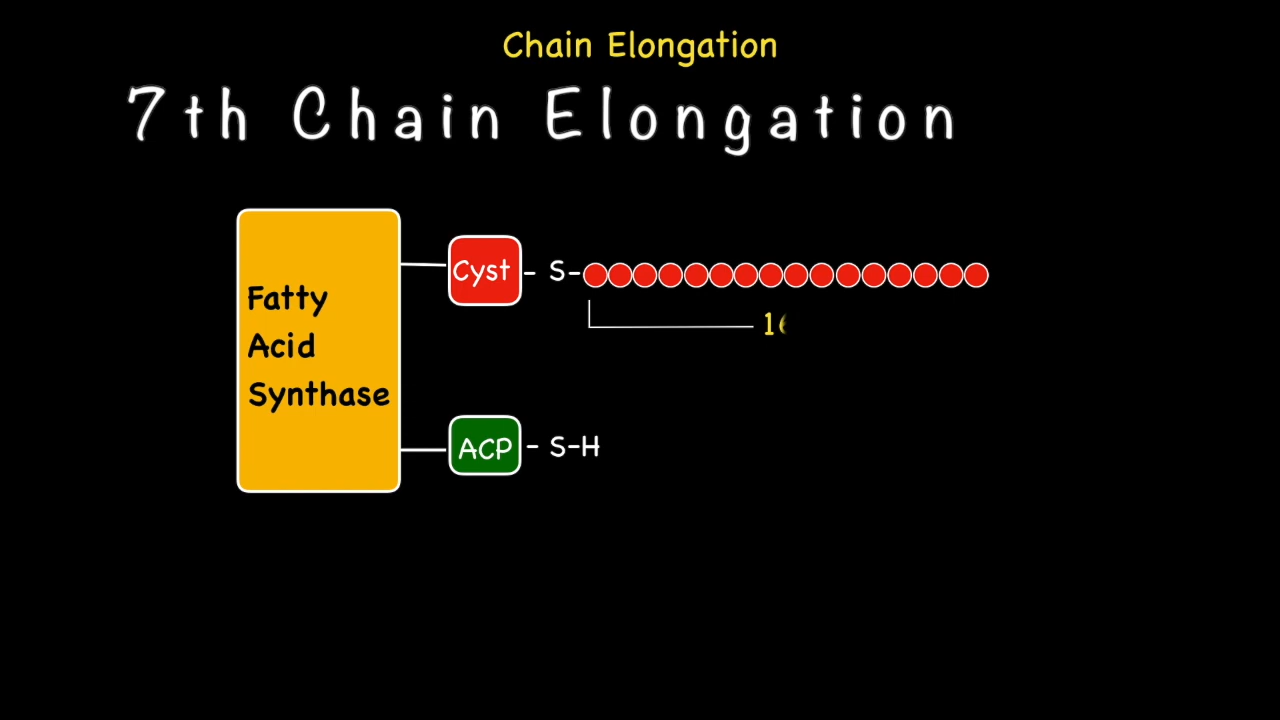 Chain Elongation
7th Chain Elongation
Fatty
Acid
Synthase
Cyst - S-
ACP - S-H